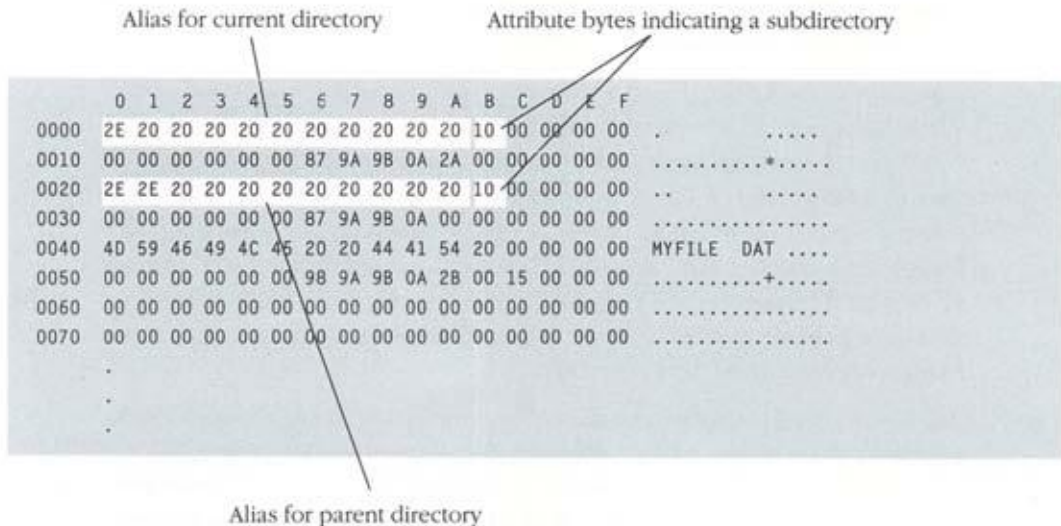 Alias for current directory
Attribute bytes indicating a subdirectory
0 1 2 3 4 5 6 7 8 9 A B C D E F
0000 2E 20 20 20 20 20 20 20 20 20 20 10 00 00 00 00 . .....
0010 00 00 00 00 00 00 87 9A 9B 0A 2A 00 00 00 00 00 ..........*.....
0020 2E 2E 20 20 20 20 20 20 20 20 20 10 00 00 00 00 .. .....
0030 00 00 00 00 00 00 87 9A 9B 0A 00 00 00 00 00 00 ................
0040 4D 59 46 49 4C 45 20 20 44 41 54 20 00 00 00 00 MYFILE DAT ....
0050 00 00 00 00 00 00 98 9A 9B 0A 2B 00 15 00 00 00 ..........+.....
0060 00 00 00 00 00 00 00 00 00 00 00 00 00 00 00 00 ................
0070 00 00 00 00 00 00 00 00 00 00 00 00 00 00 00 00 ................
.
.
.
Alias for parent directory